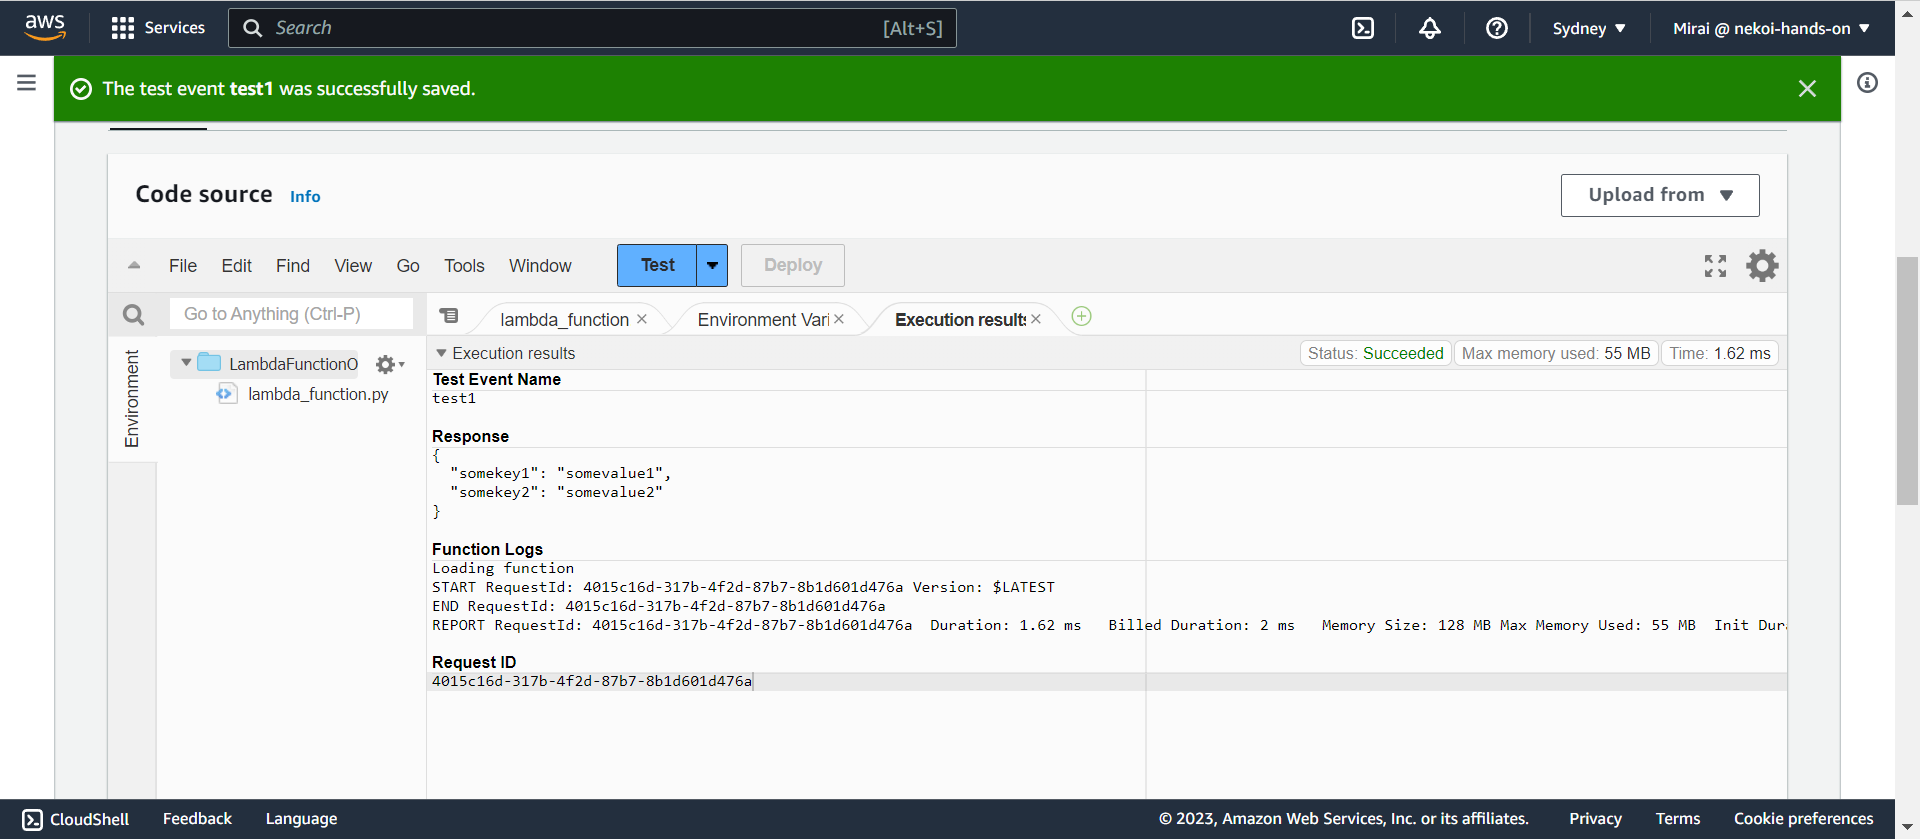 aws
Services
Search
[Alt+S]
Sydney
Mirai @ nekoi-hands-on
The test event test1 was successfully saved.
Code source
Info
Upload from
File Edit Find View Go Tools Window
Test
Deploy
Go to Anything (Ctrl-P)
lambda_function
Environment Vari
Execution results
Environment
LambdaFunctionO
lambda_function.py
Execution results
Status: Succeeded
Max memory used: 55 MB
Time: 1.62 ms
Test Event Name
test1
Response
{
"somekey1": "somevalue1",
"somekey2": "somevalue2"
}
Function Logs
Loading function
START RequestId: 4015c16d-317b-4f2d-87b7-8b1d601d476a Version: $LATEST
END RequestId: 4015c16d-317b-4f2d-87b7-8b1d601d476a
REPORT RequestId: 4015c16d-317b-4f2d-87b7-8b1d601d476a Duration: 1.62 ms Billed Duration: 2 ms Memory Size: 128 MB Max Memory Used: 55 MB Init Dura
Request ID
4015c16d-317b-4f2d-87b7-8b1d601d476a
CloudShell
Feedback
Language
© 2023, Amazon Web Services, Inc. or its affiliates.
Privacy
Terms
Cookie preferences